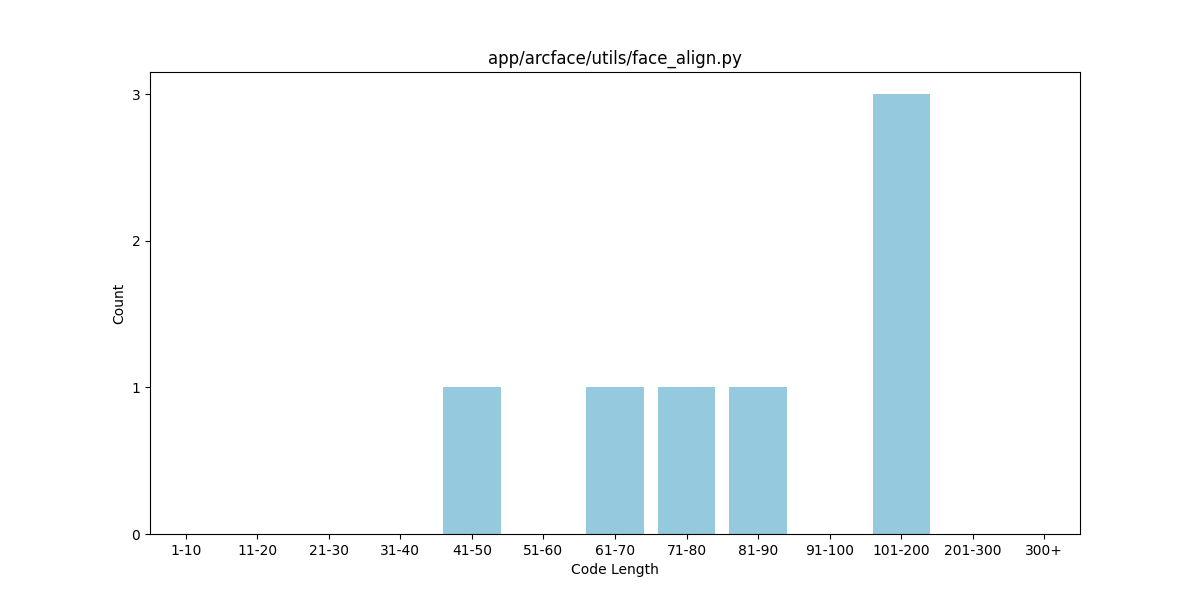 app/arcface/utils/face_align.py
3
2
1
0
Count
1-10 11-20 21-30 31-40 41-50 51-60 61-70 71-80 81-90 91-100 101-200 201-300 300+
Code Length